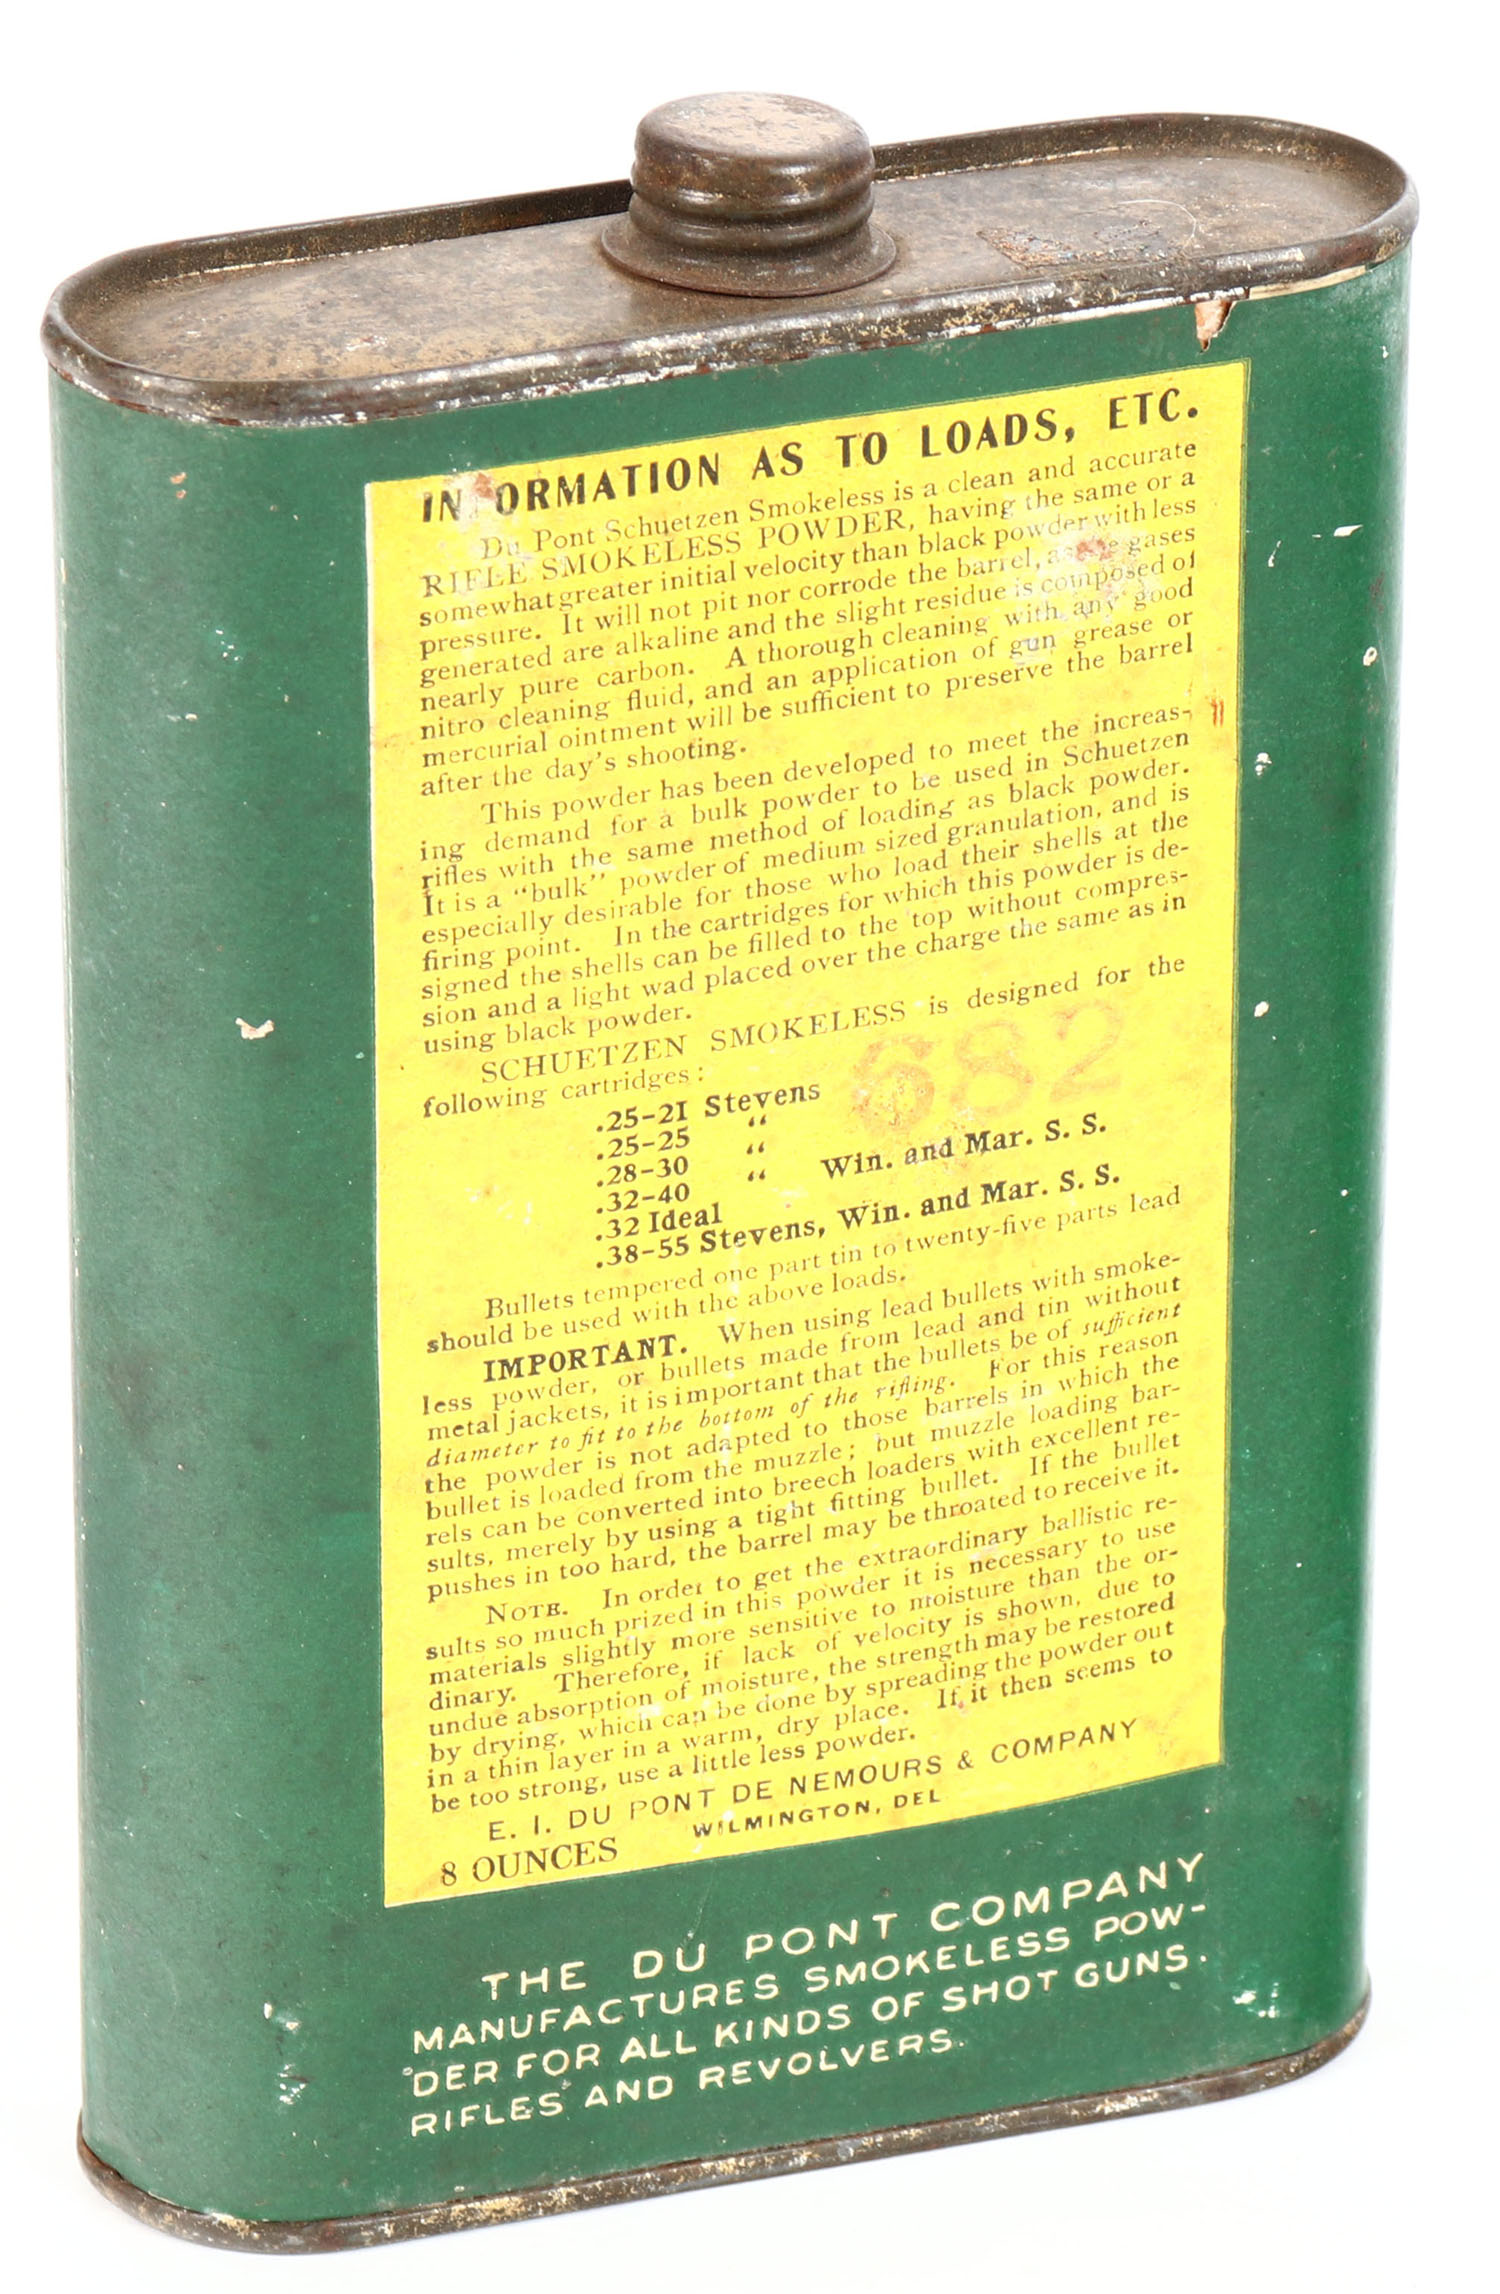 INFORMATION AS TO LOADS, ETC.
Du Pont Schuetzen Smokeless is a clean and accurate
RIFLE SMOKELESS POWDER, having the same or a
somewhat greater initial velocity than black powder with less
pressure. It will not pit nor corrode the barrel, as the gases
generated are alkaline and the slight residue is composed of
nearly pure carbon. A thorough cleaning with any good
nitro cleaning fluid, and an application of gun grease or
mercurial ointment will be sufficient to preserve the barrel
after the day's shooting.
This powder has been developed to meet the increas-
ing demand for a bulk powder to be used in Schuetzen
rifles with the same method of loading as black powder.
It is a "bulk" powder of medium sized granulation, and is
especially desirable for those who load their shells at the
firing point. In the cartridges for which this powder is de-
signed the shells can be filled to the top without compres-
sion and a light wad placed over the charge the same as in
using black powder.
SCHUETZEN SMOKELESS is designed for the
following cartridges:
682
.25-21 Stevens
.25-25 "
.28-30 "
.32-40 " Win. and Mar. S. S.
.32 Ideal
.38-55 Stevens, Win. and Mar. S. S.
Bullets tempered one part tin to twenty-five parts lead
should be used with the above loads.
IMPORTANT. When using lead bullets with smoke-
less powder, or bullets made from lead and tin without
metal jackets, it is important that the bullets be of sufficient
diameter to fit to the bottom of the rifling. For this reason
the powder is not adapted to those barrels in which the
bullet is loaded from the muzzle; but muzzle loading bar-
rels can be converted into breech loaders with excellent re-
sults, merely by using a tight fitting bullet. If the bullet
pushes in too hard, the barrel may be throated to receive it.
NOTE. In order to get the extraordinary ballistic re-
sults so much prized in this powder it is necessary to use
materials slightly more sensitive to moisture than the or-
dinary. Therefore, if lack of velocity is shown, due to
undue absorption of moisture, the strength may be restored
by drying, which can be done by spreading the powder out
in a thin layer in a warm, dry place. If it then seems to
be too strong, use a little less powder.
E. I. DU PONT DE NEMOURS & COMPANY
WILMINGTON, DEL
8 OUNCES
THE DU PONT COMPANY
MANUFACTURES SMOKELESS POW-
DER FOR ALL KINDS OF SHOT GUNS.
RIFLES AND REVOLVERS.